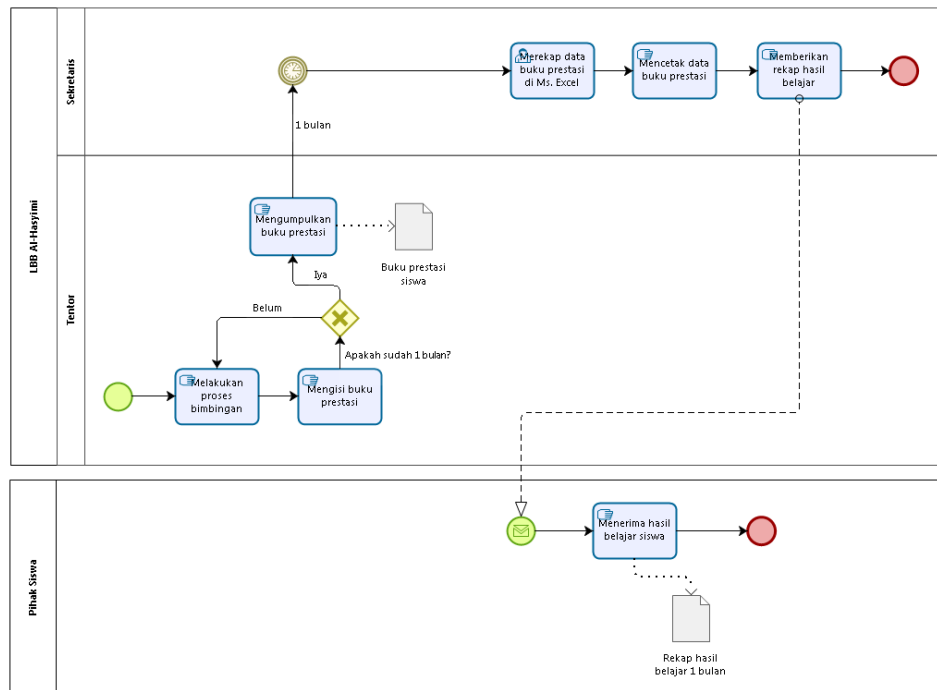 LBB Al-Hasyimi
Sekretaris
Merekap data
buku prestasi
di Ms. Excel
Mencetak data
buku prestasi
Memberikan
rekap hasil
belajar
1 bulan
Tentor
Mengumpulkan
buku prestasi
Buku prestasi
siswa
Iya
Belum
Apakah sudah 1 bulan?
Melakukan
proses
bimbingan
Mengisi buku
prestasi
Pihak Siswa
Menerima hasil
belajar siswa
Rekap hasil
belajar 1 bulan